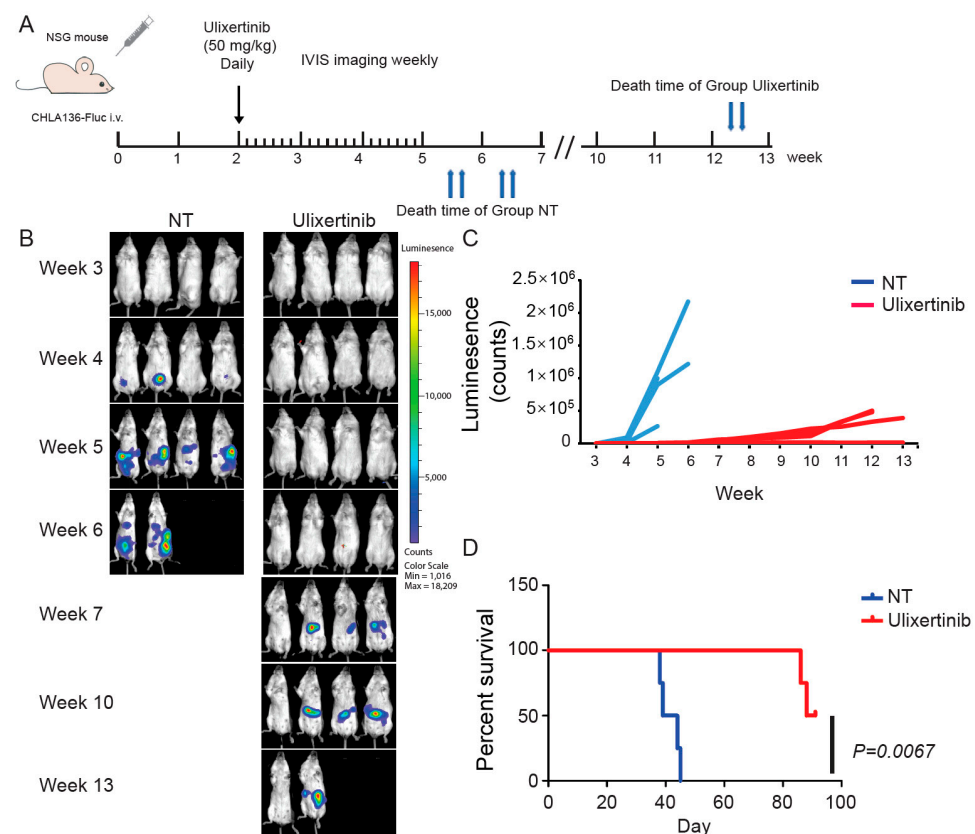 A
NSG mouse
CHLA136-Fluc i.v.
Ulixertinib
(50 mg/kg)
Daily
IVIS imaging weekly
Death time of Group Ulixertinib
0 1 2 3 4 5 6 7 // 10 11 12 13 week
Death time of Group NT
B
NT Ulixertinib
Week 3
Week 4
Week 5
Week 6
Week 7
Week 10
Week 13
Luminesence
15,000
10,000
5,000
Counts
Color Scale
Min = 1,016
Max = 18,209
C
Luminesence
(counts)
2.5×10⁶
2×10⁶
1×10⁶
1×10⁶
5×10⁵
0
3 4 5 6 7 8 9 10 11 12 13
Week
NT
Ulixertinib
D
Percent survival
150
100
50
0
0 20 40 60 80 100
Day
NT
Ulixertinib
P=0.0067